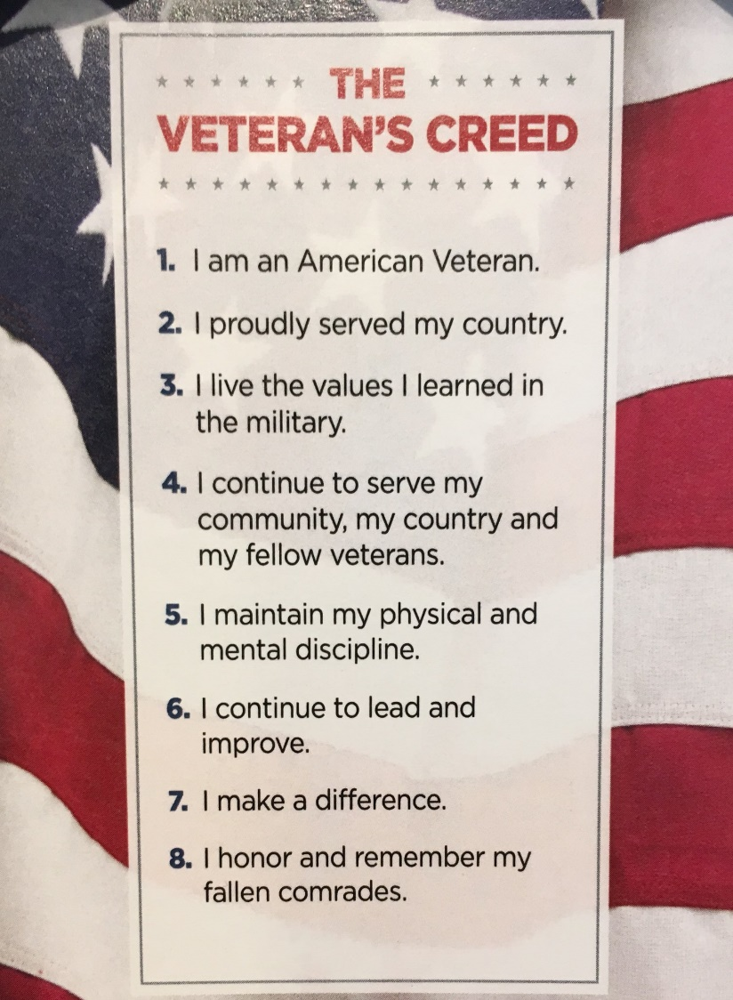 THE
VETERAN'S CREED
1. I am an American Veteran.
2. I proudly served my country.
3. I live the values I learned in
the military.
4. I continue to serve my
community, my country and
my fellow veterans.
5. I maintain my physical and
mental discipline.
6. I continue to lead and
improve.
7. I make a difference.
8. I honor and remember my
fallen comrades.